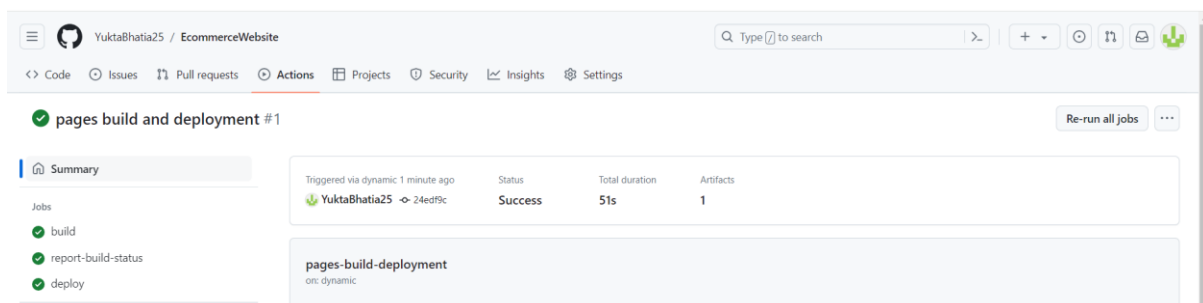 YuktaBhatia25 / EcommerceWebsite
Type / to search
Code Issues Pull requests Actions Projects Security Insights Settings
pages build and deployment #1
Re-run all jobs
Summary
Triggered via dynamic 1 minute ago Status Total duration Artifacts
YuktaBhatia25 24edf9c Success 51s 1
Jobs
build
report-build-status
deploy
pages-build-deployment
on: dynamic